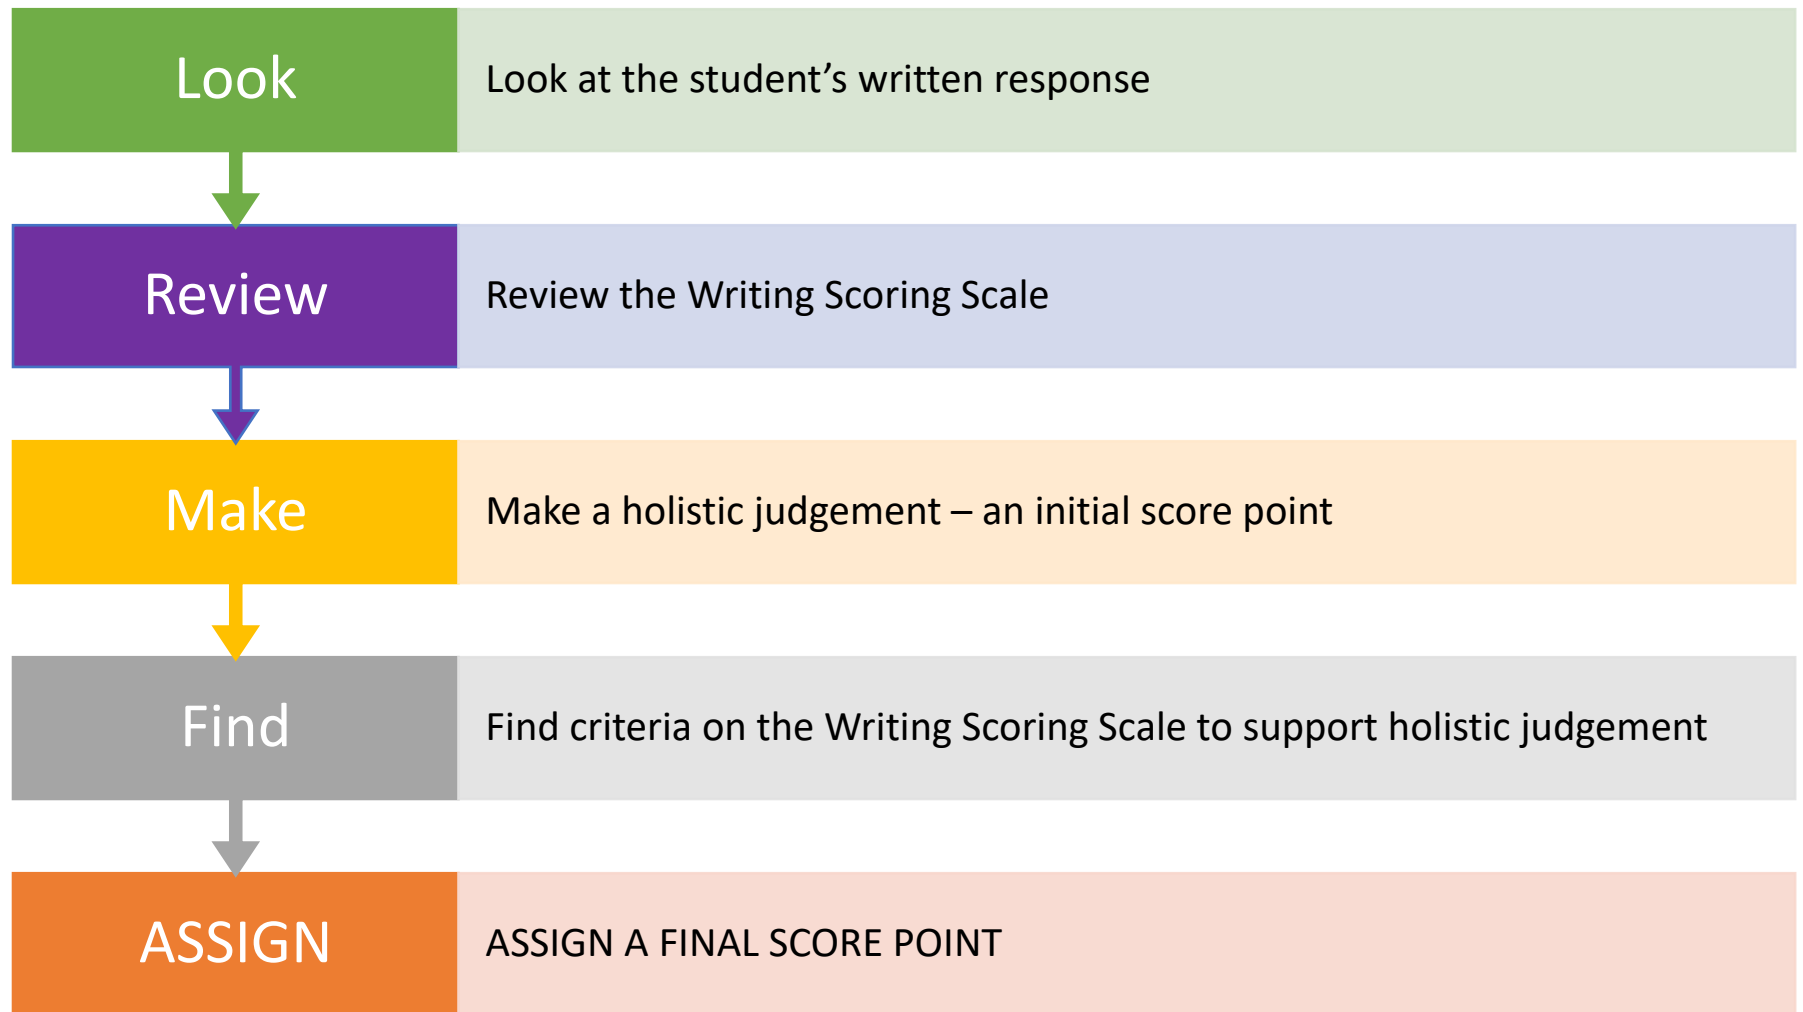 Look
Look at the student’s written response
Review
Review the Writing Scoring Scale
Make
Make a holistic judgement – an initial score point
Find
Find criteria on the Writing Scoring Scale to support holistic judgement
ASSIGN
ASSIGN A FINAL SCORE POINT